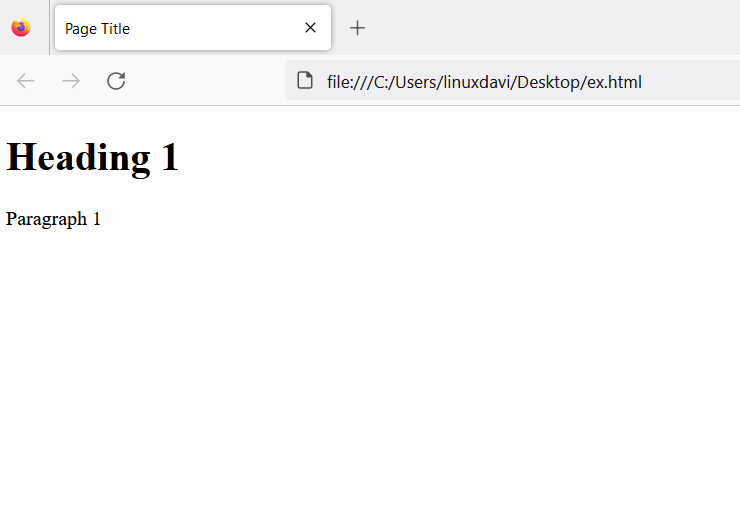 Page Title
file:///C:/Users/linuxdavi/Desktop/ex.html
Heading 1
Paragraph 1